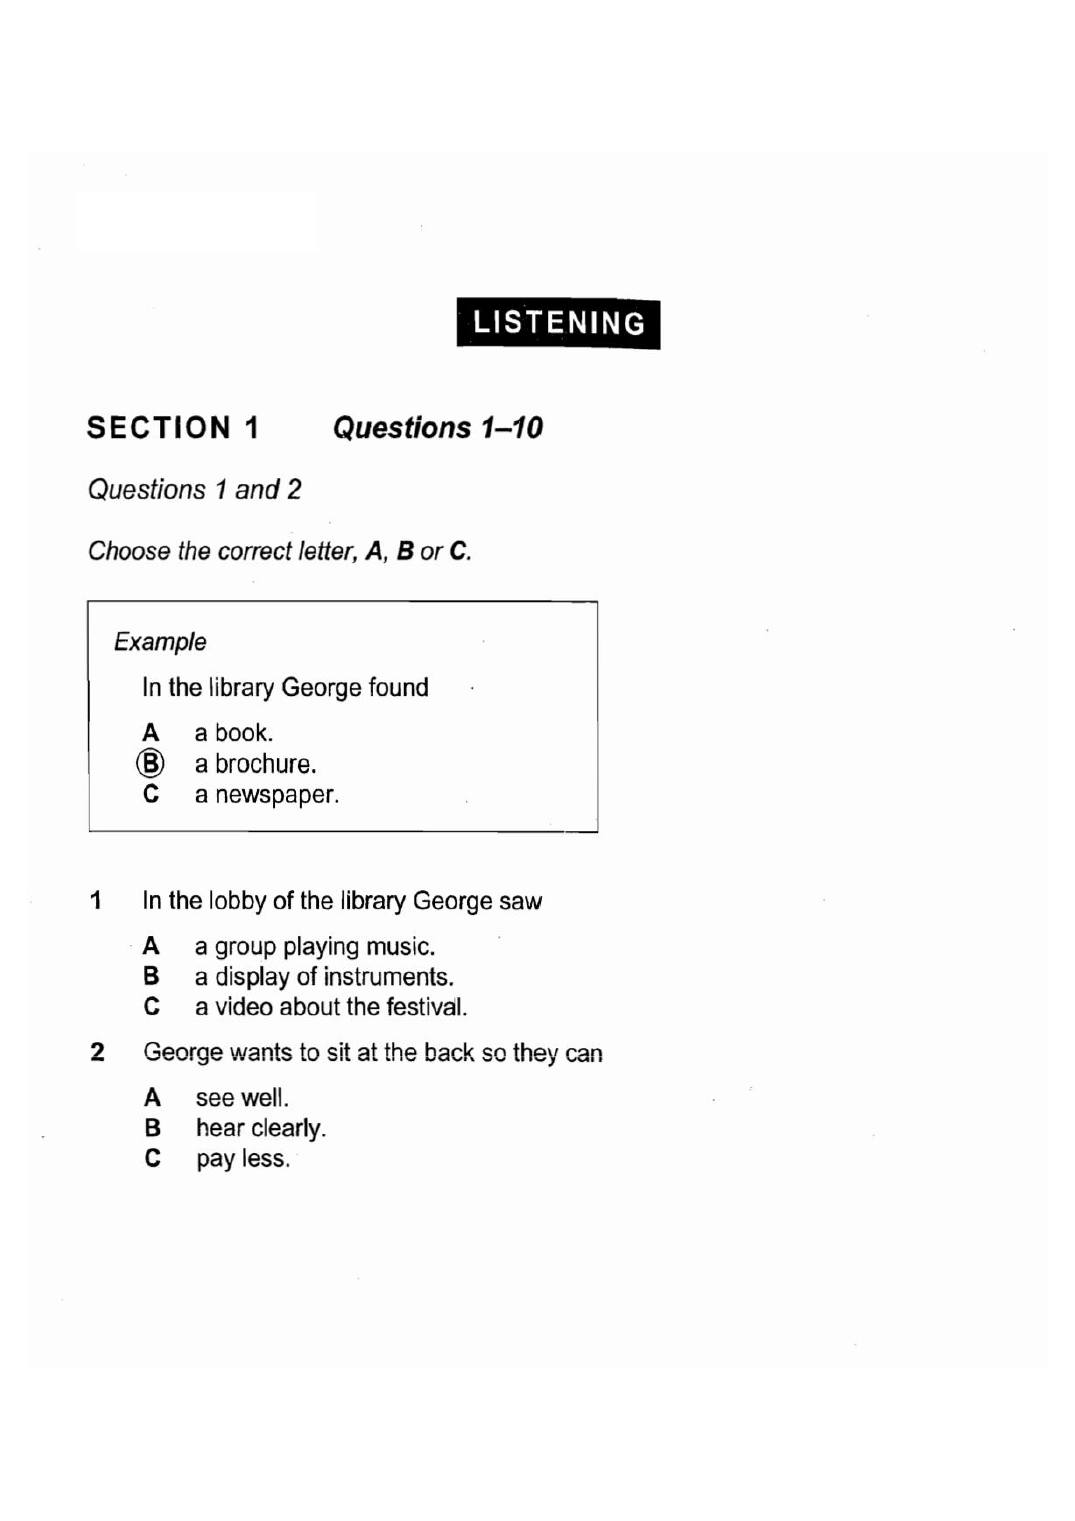 LISTENING
SECTION 1 Questions 1–10
Questions 1 and 2
Choose the correct letter, A, B or C.
Example
In the library George found
A a book.
B a brochure.
C a newspaper.
1 In the lobby of the library George saw
A a group playing music.
B a display of instruments.
C a video about the festival.
2 George wants to sit at the back so they can
A see well.
B hear clearly.
C pay less.